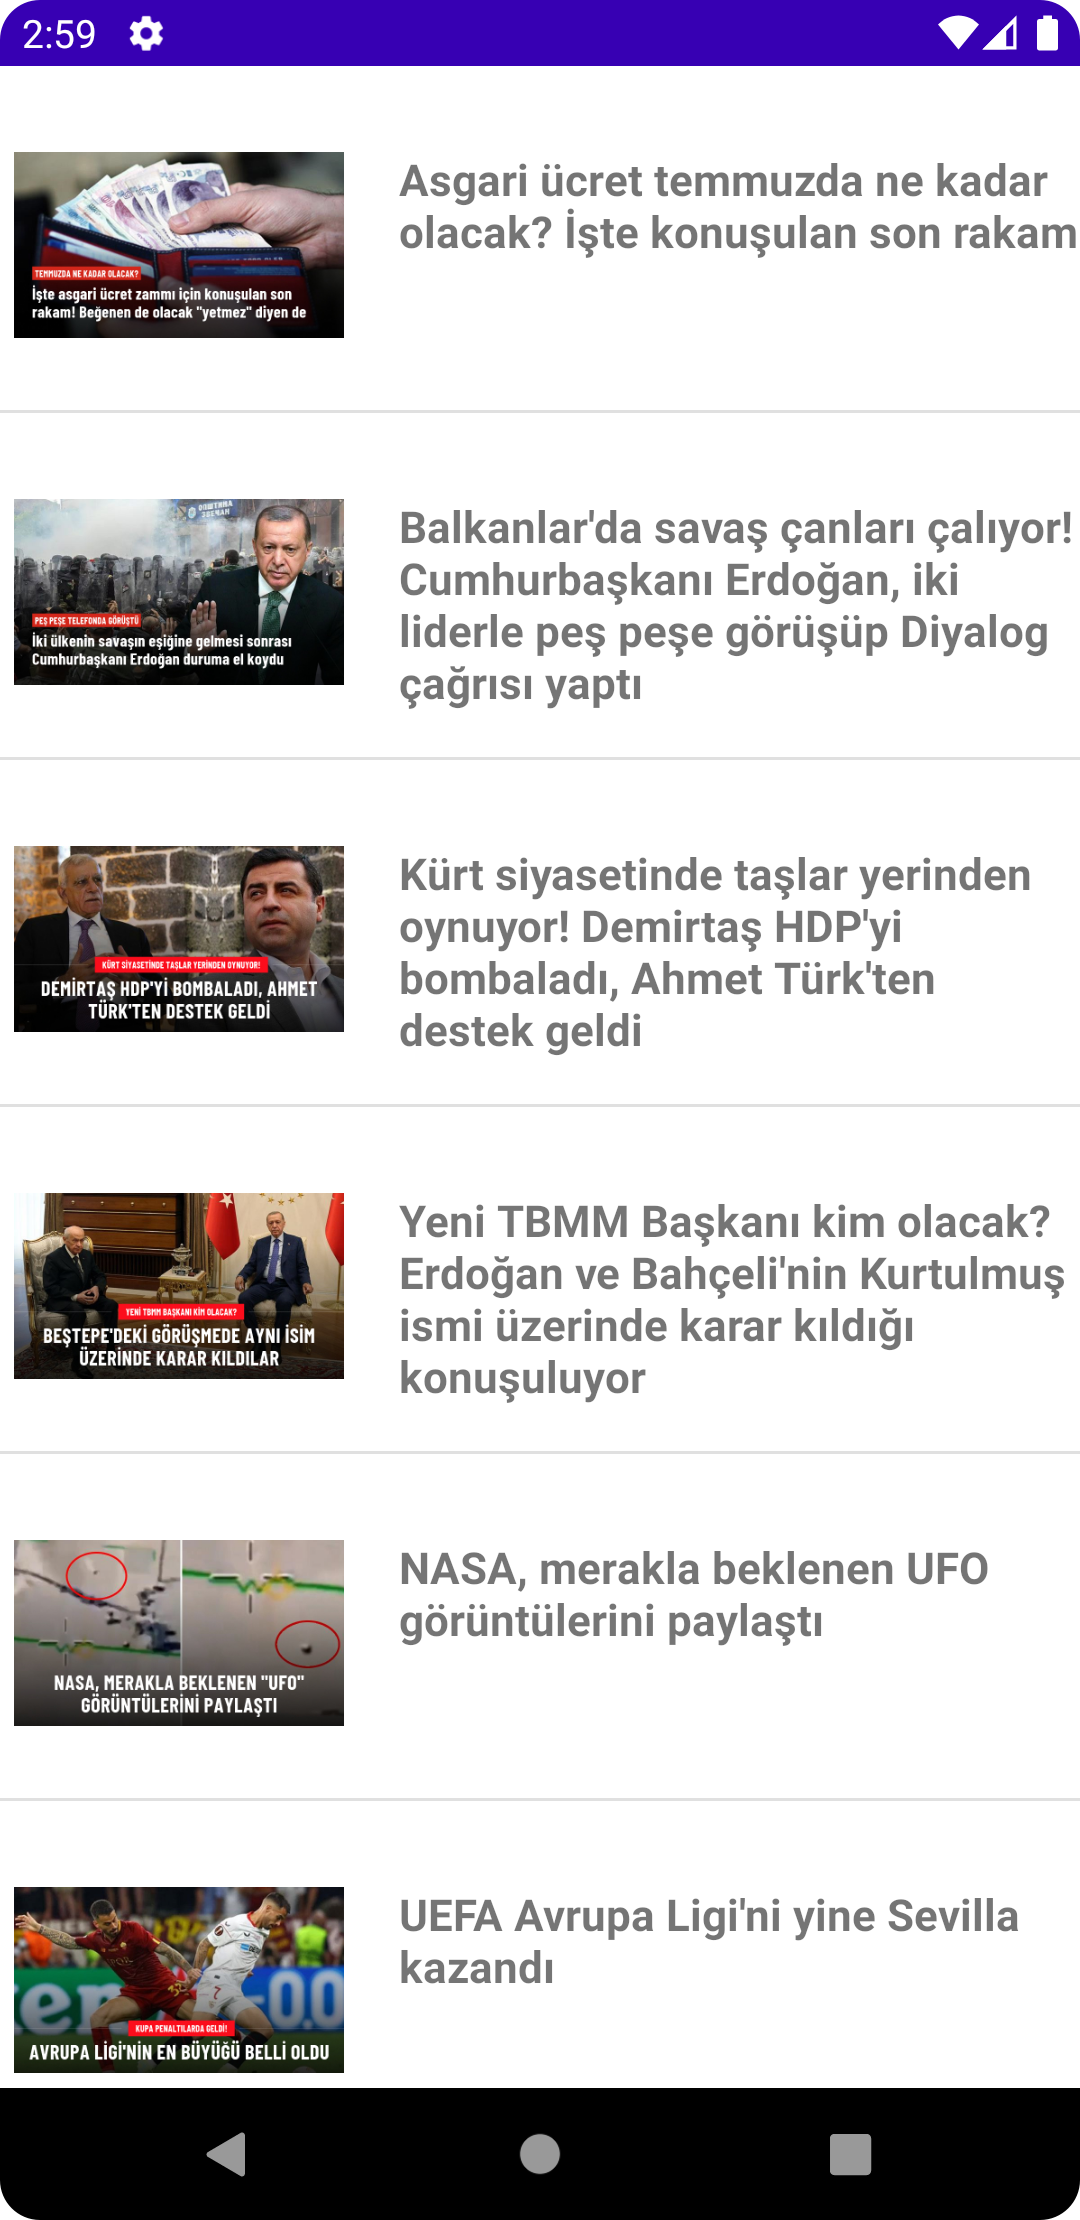 2:59
Asgari ücret temmuzda ne kadar
olacak? İşte konuşulan son rakam
TEMMUZDA NE KADAR OLACAK?
İşte asgari ücret zammı için konuşulan son
rakam! Beğenen de olacak "yetmez" diyen de
Balkanlar'da savaş çanları çalıyor!
Cumhurbaşkanı Erdoğan, iki
liderle peş peşe görüşüp Diyalog
çağrısı yaptı
ОПШТИНА
ЗВЕЧАН
PEŞ PEŞE TELEFONDA GÖRÜŞTÜ
İki ülkenin savaşın eşiğine gelmesi sonrası
Cumhurbaşkanı Erdoğan duruma el koydu
Kürt siyasetinde taşlar yerinden
oynuyor! Demirtaş HDP'yi
bombaladı, Ahmet Türk'ten
destek geldi
KÜRT SİYASETİNDE TAŞLAR YERİNDEN OYNUYOR!
DEMİRTAŞ HDP'Yİ BOMBALADI, AHMET
TÜRK'TEN DESTEK GELDİ
Yeni TBMM Başkanı kim olacak?
Erdoğan ve Bahçeli'nin Kurtulmuş
ismi üzerinde karar kıldığı
konuşuluyor
YENİ TBMM BAŞKANI KİM OLACAK?
BEŞTEPE'DEKİ GÖRÜŞMEDE AYNI İSİM
ÜZERİNDE KARAR KILDILAR
NASA, merakla beklenen UFO
görüntülerini paylaştı
NASA, MERAKLA BEKLENEN "UFO"
GÖRÜNTÜLERİNİ PAYLAŞTI
UEFA Avrupa Ligi'ni yine Sevilla
kazandı
KUPA PENALTILARDA GELDİ!
AVRUPA LİGİ'NİN EN BÜYÜĞÜ BELLİ OLDU